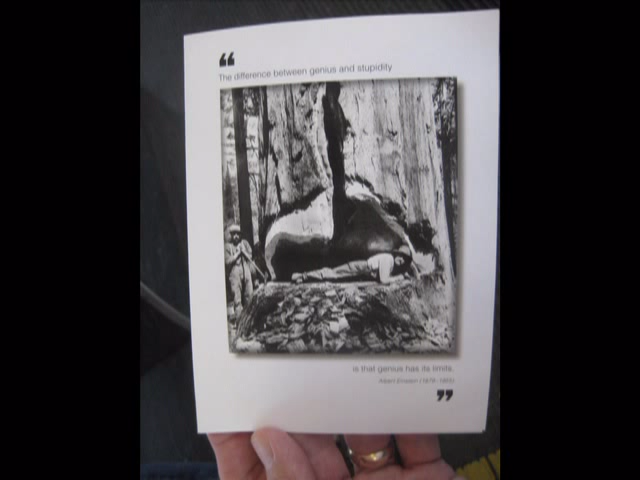 “
The difference between genius and stupidity
is that genius has its limits.
Albert Einstein (1879-1955)
”